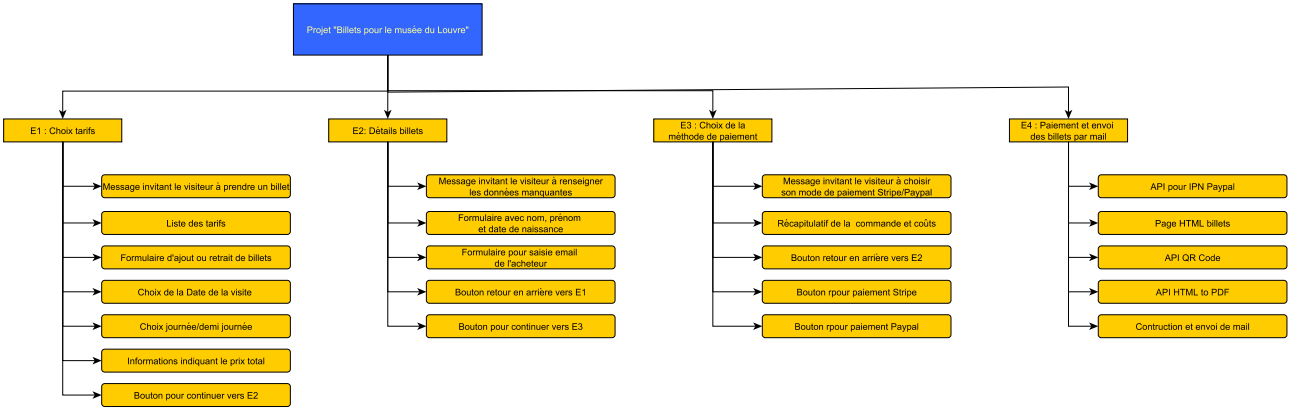 Projet "Billets pour le musée du Louvre"
E1 : Choix tarifs
Message invitant le visiteur à prendre un billet
Liste des tarifs
Formulaire d'ajout ou retrait de billets
Choix de la Date de la visite
Choix journée/demi journée
Informations indiquant le prix total
Bouton pour continuer vers E2
E2: Détails billets
Message invitant le visiteur à renseigner
les données manquantes
Formulaire avec nom, prénom
et date de naissance
Formulaire pour saisie email
de l'acheteur
Bouton retour en arrière vers E1
Bouton pour continuer vers E3
E3 : Choix de la
méthode de paiement
Message invitant le visiteur à choisir
son mode de paiement Stripe/Paypal
Récapitulatif de la  commande et coûts
Bouton retour en arrière vers E2
Bouton rpour paiement Stripe
Bouton rpour paiement Paypal
E4 : Paiement et envoi
des billets par mail
API pour IPN Paypal
Page HTML billets
API QR Code
API HTML to PDF
Contruction et envoi de mail